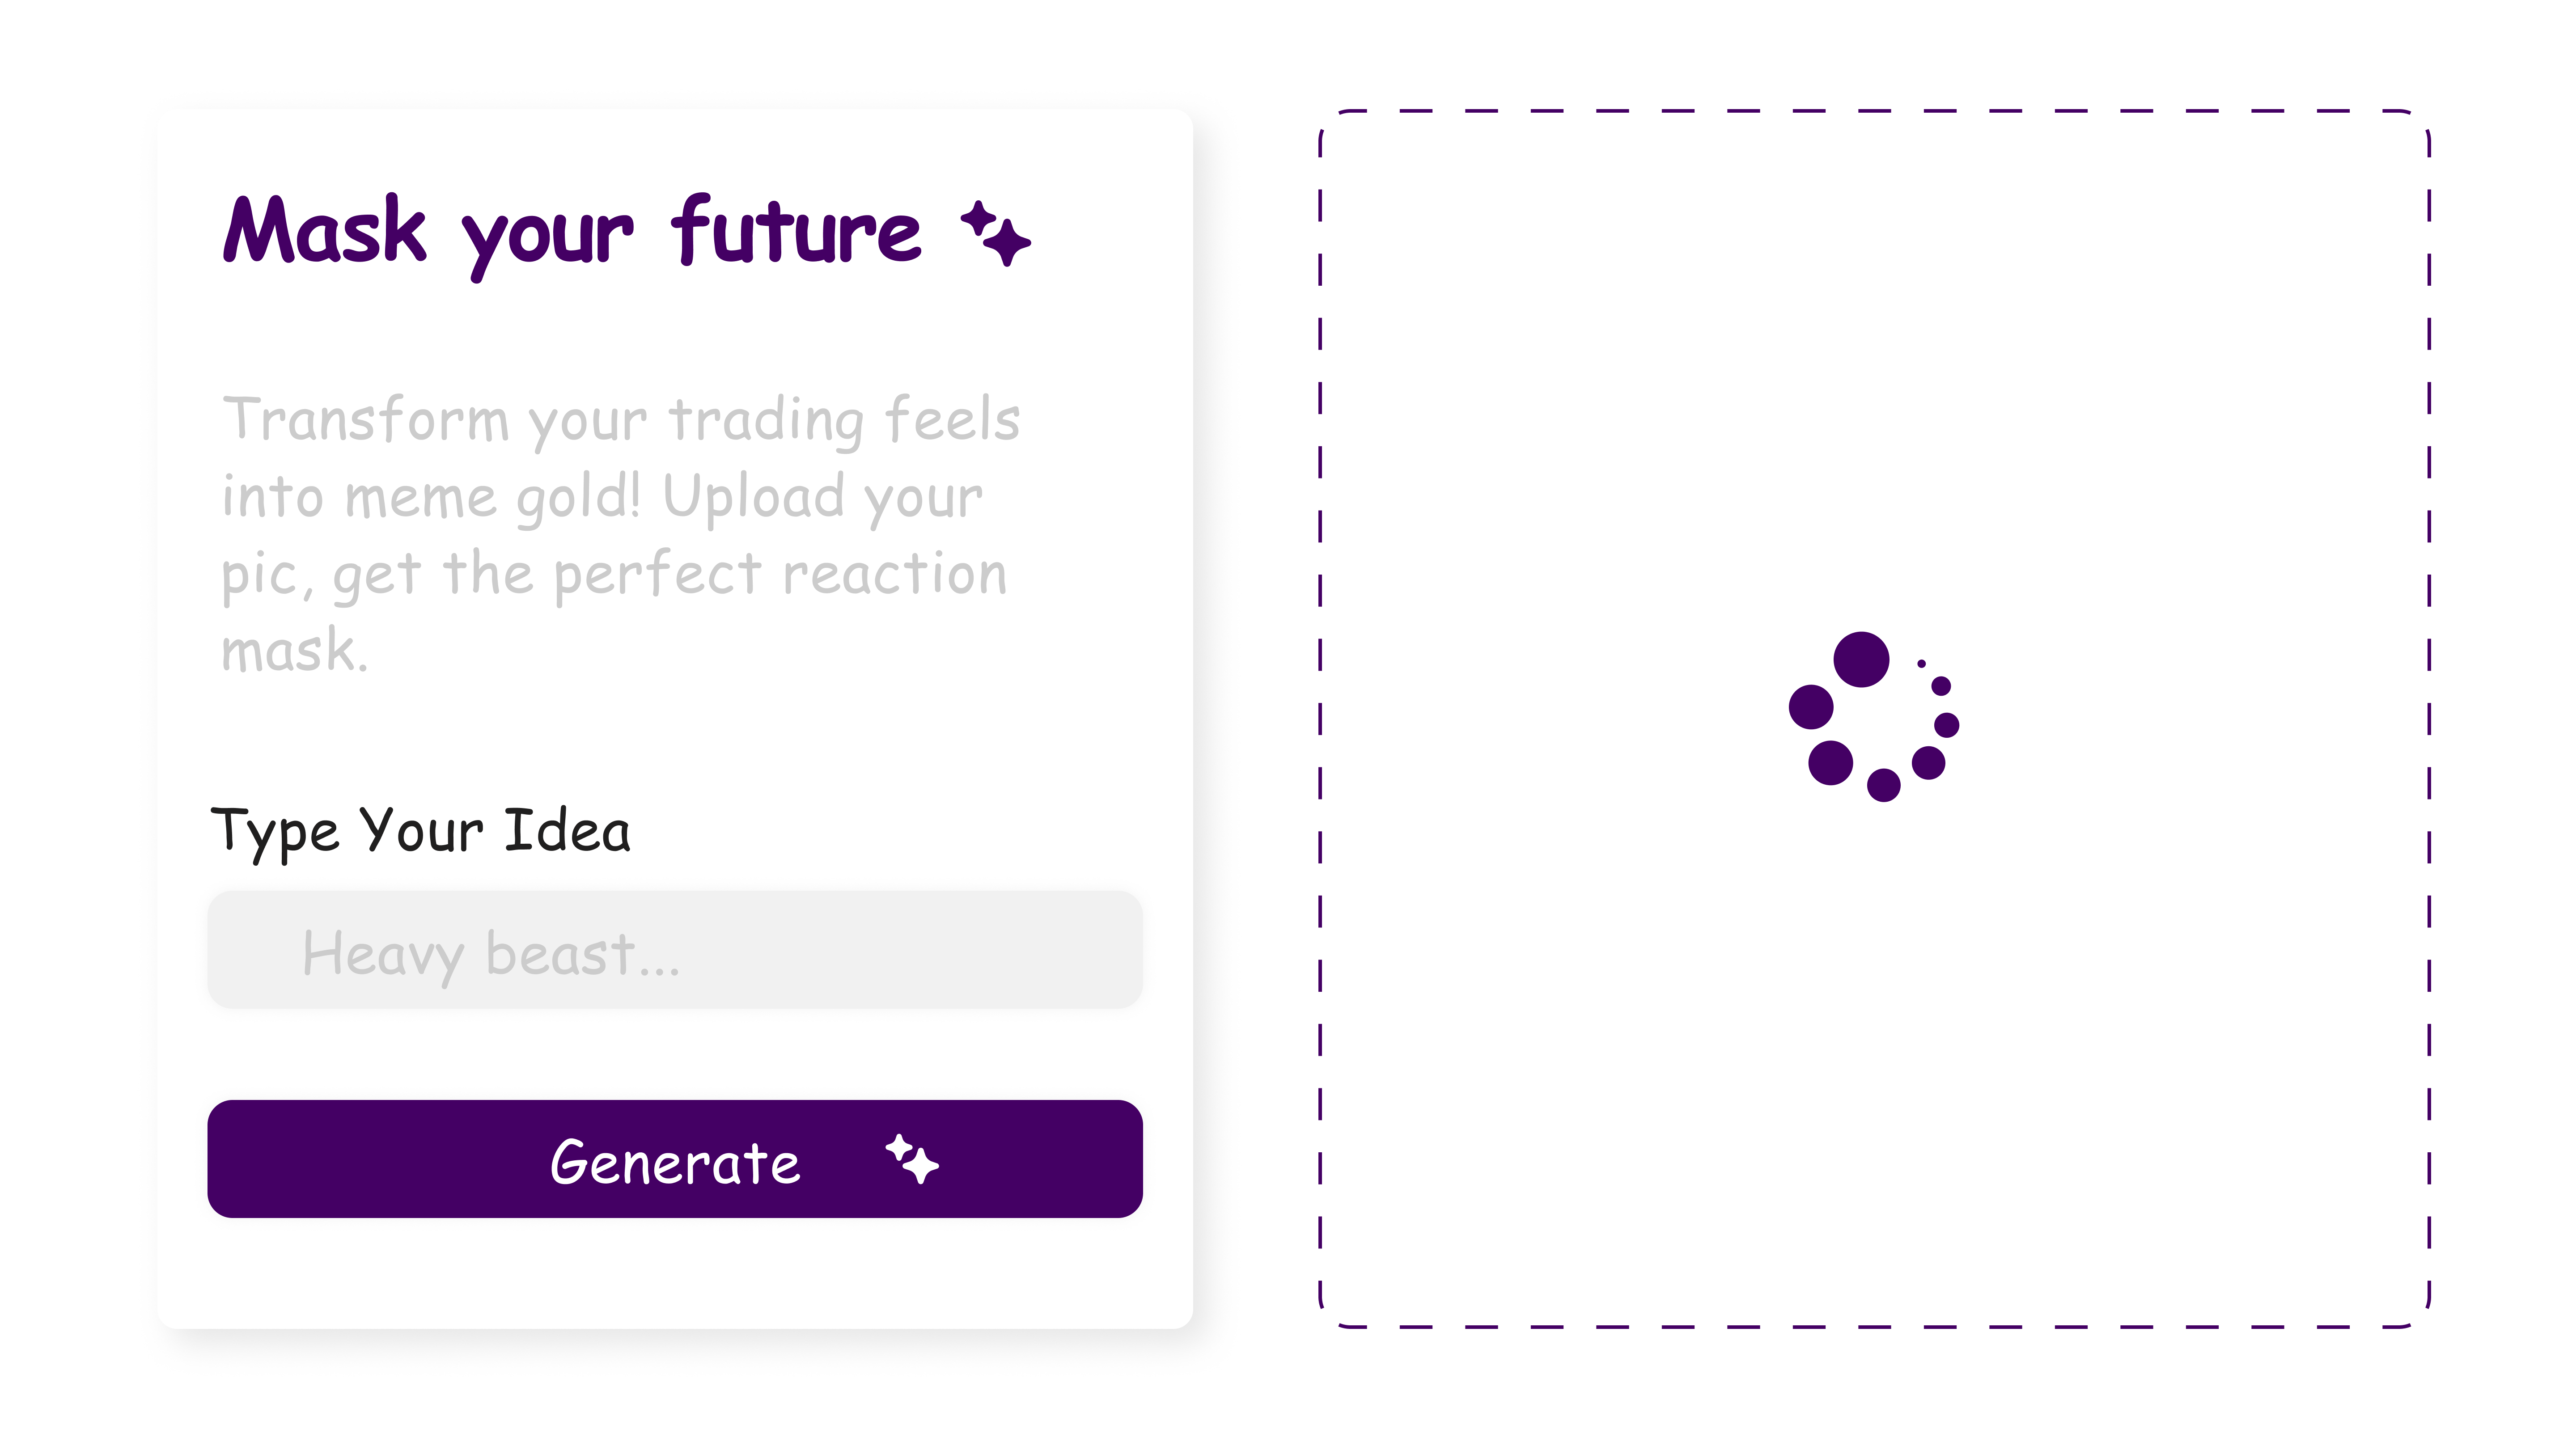 Mask your future
Transform your trading feels
into meme gold! Upload your
pic, get the perfect reaction
mask.
Type Your Idea
Heavy beast...
Generate